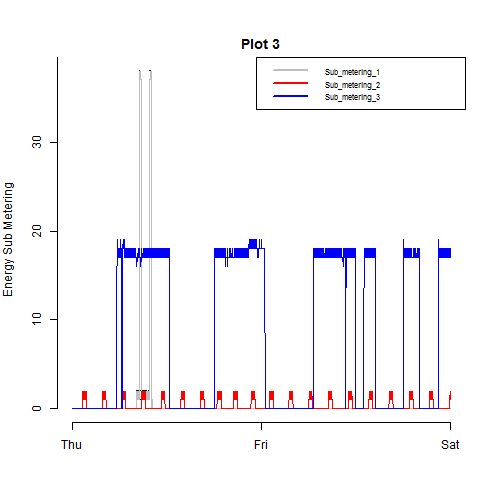 Plot 3
Sub_metering_1
Sub_metering_2
Sub_metering_3
Energy Sub Metering
30
20
10
0
Thu Fri Sat